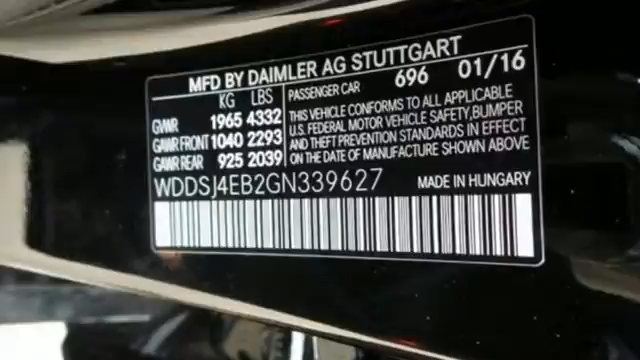 MFD BY DAIMLER AG STUTTGART
KG LBS
GVWR 1965 4332
GAWR FRONT 1040 2293
GAWR REAR 925 2039
PASSENGER CAR 696 01/16
THIS VEHICLE CONFORMS TO ALL APPLICABLE
U.S. FEDERAL MOTOR VEHICLE SAFETY, BUMPER
AND THEFT PREVENTION STANDARDS IN EFFECT
ON THE DATE OF MANUFACTURE SHOWN ABOVE
WDDSJ4EB2GN339627 MADE IN HUNGARY